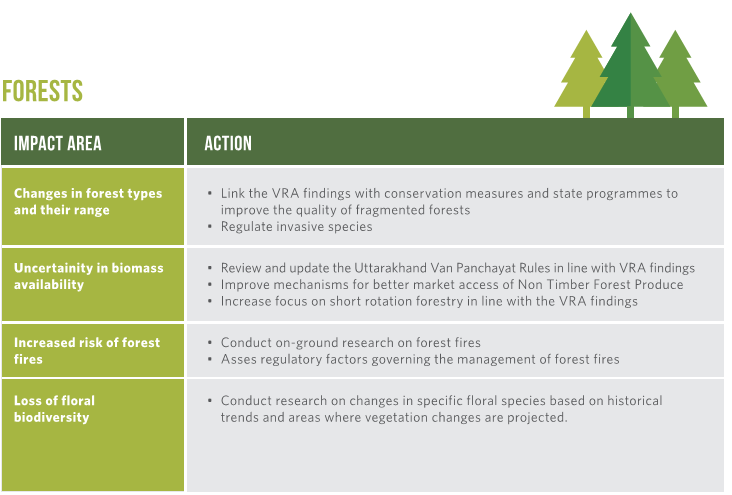 FORESTS
IMPACT AREA
ACTION
Changes in forest types
and their range
• Link the VRA findings with conservation measures and state programmes to
improve the quality of fragmented forests
• Regulate invasive species
Uncertainity in biomass
availability
• Review and update the Uttarakhand Van Panchayat Rules in line with VRA findings
• Improve mechanisms for better market access of Non Timber Forest Produce
• Increase focus on short rotation forestry in line with the VRA findings
Increased risk of forest
fires
• Conduct on-ground research on forest fires
• Asses regulatory factors governing the management of forest fires
Loss of floral
biodiversity
• Conduct research on changes in specific floral species based on historical
trends and areas where vegetation changes are projected.